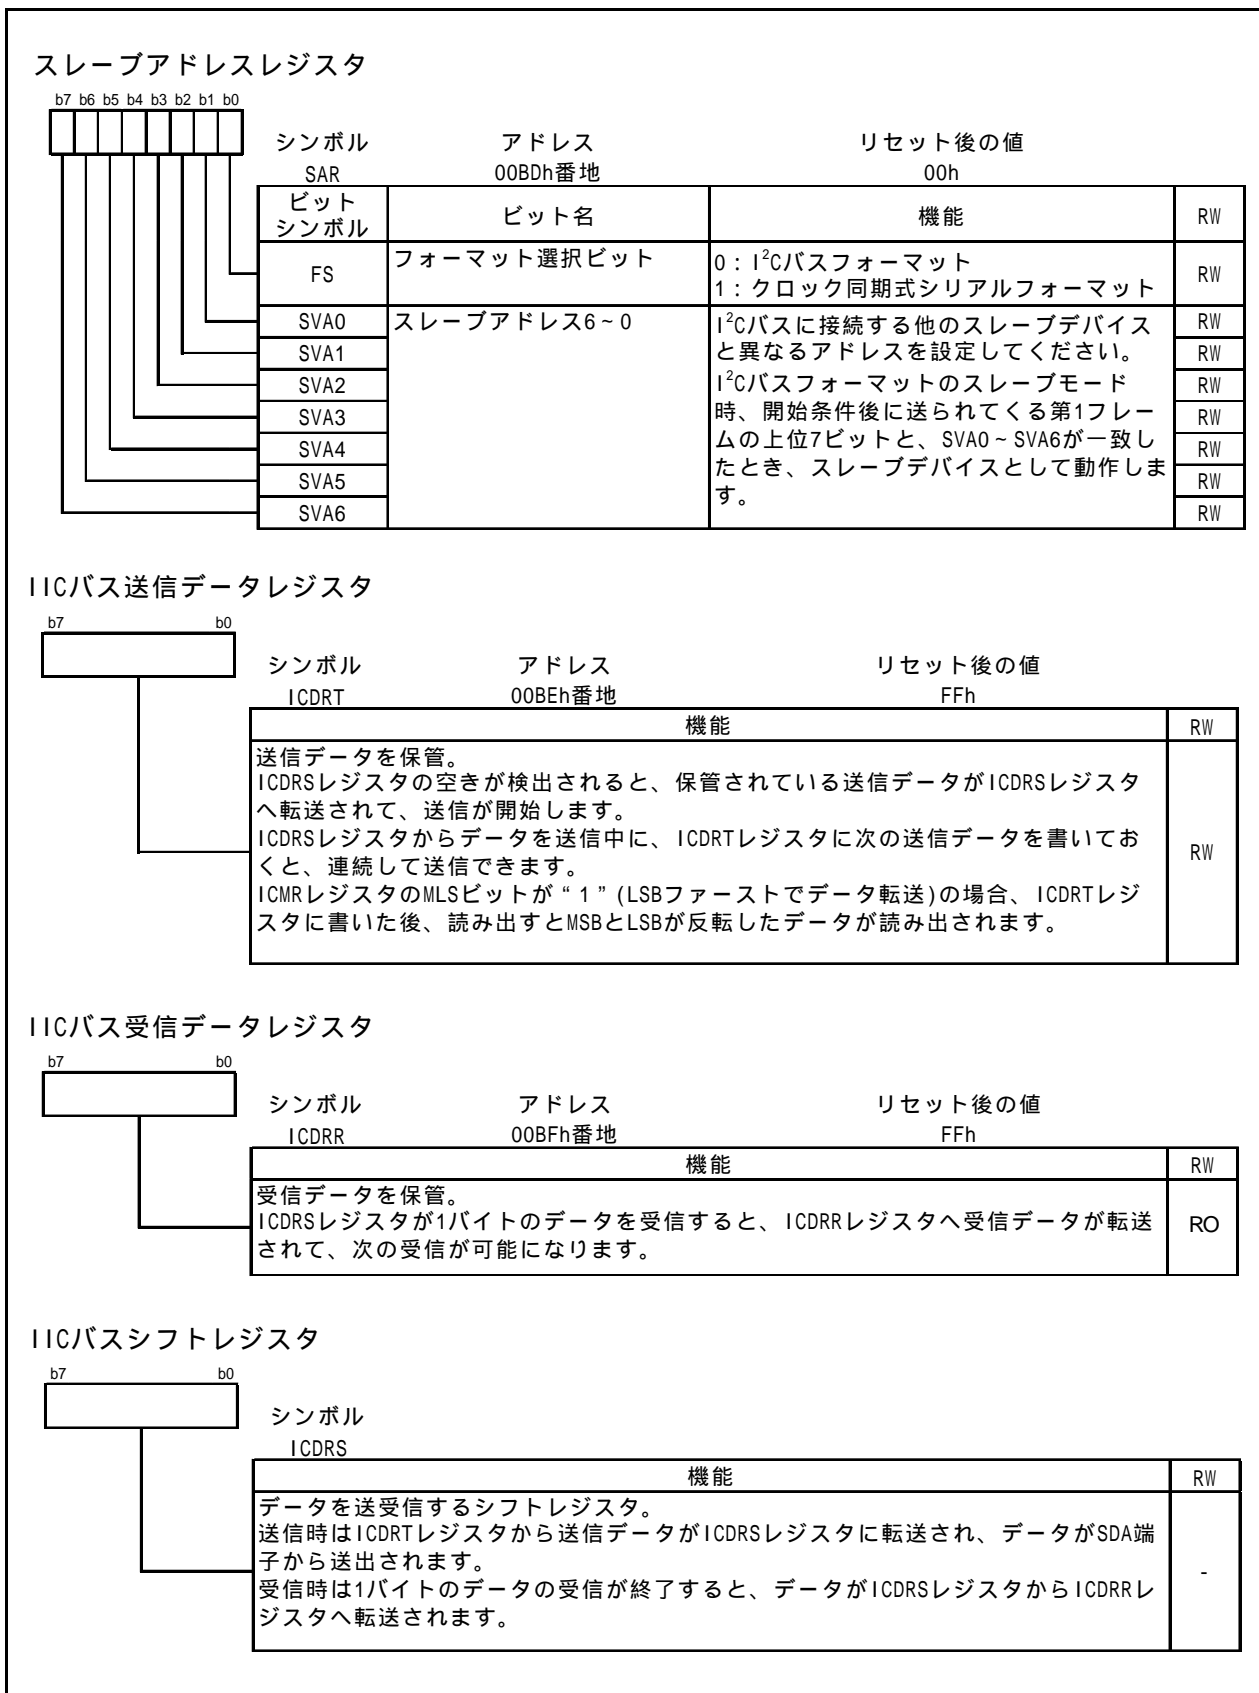 スレーブアドレスレジスタ
b7 b6 b5 b4 b3 b2 b1 b0
シンボル アドレス リセット後の値
SAR 00BDh番地 00h
ビット
シンボル ビット名 機能 RW
FS フォーマット選択ビット 0:I²Cバスフォーマット
1:クロック同期式シリアルフォーマット RW
SVA0 スレーブアドレス6~0 I²Cバスに接続する他のスレーブデバイス RW
SVA1 と異なるアドレスを設定してください。 RW
SVA2 I²Cバスフォーマットのスレーブモード RW
SVA3 時、開始条件後に送られてくる第1フレー RW
SVA4 ムの上位7ビットと、SVA0~SVA6が一致し RW
SVA5 たとき、スレーブデバイスとして動作しま RW
SVA6 す。 RW
IICバス送信データレジスタ
b7 b0
シンボル アドレス リセット後の値
ICDRT 00BEh番地 FFh
機能 RW
送信データを保管。
ICDRSレジスタの空きが検出されると、保管されている送信データがICDRSレジスタ
へ転送されて、送信が開始します。
ICDRSレジスタからデータを送信中に、ICDRTレジスタに次の送信データを書いてお
くと、連続して送信できます。 RW
ICMRレジスタのMLSビットが“1”(LSBファーストでデータ転送)の場合、ICDRTレジ
スタに書いた後、読み出すとMSBとLSBが反転したデータが読み出されます。
IICバス受信データレジスタ
b7 b0
シンボル アドレス リセット後の値
ICDRR 00BFh番地 FFh
機能 RW
受信データを保管。
ICDRSレジスタが1バイトのデータを受信すると、ICDRRレジスタへ受信データが転送 RO
されて、次の受信が可能になります。
IICバスシフトレジスタ
b7 b0
シンボル
ICDRS
機能 RW
データを送受信するシフトレジスタ。
送信時はICDRTレジスタから送信データがICDRSレジスタに転送され、データがSDA端
子から送出されます。 -
受信時は1バイトのデータの受信が終了すると、データがICDRSレジスタからICDRRレ
ジスタへ転送されます。